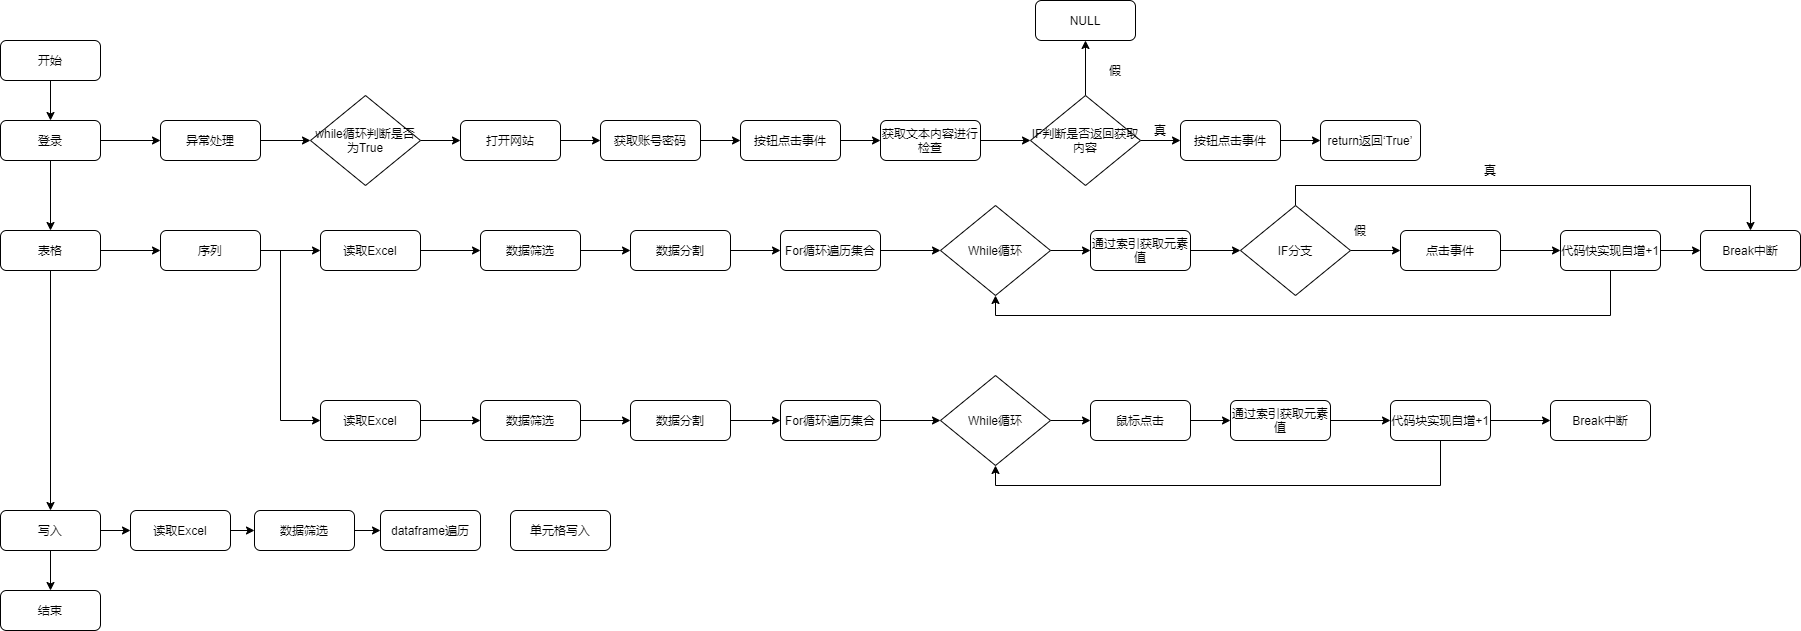 NULL
开始
假
登录
异常处理
while循环判断是否
为True
打开网站
获取账号密码
按钮点击事件
获取文本内容进行
检查
IF判断是否返回获取
内容
真
按钮点击事件
return返回‘True’
真
表格
序列
读取Excel
数据筛选
数据分割
For循环遍历集合
While循环
通过索引获取元素
值
IF分支
假
点击事件
代码快实现自增+1
Break中断
读取Excel
数据筛选
数据分割
For循环遍历集合
While循环
鼠标点击
通过索引获取元素
值
代码块实现自增+1
Break中断
写入
读取Excel
数据筛选
dataframe遍历
单元格写入
结束